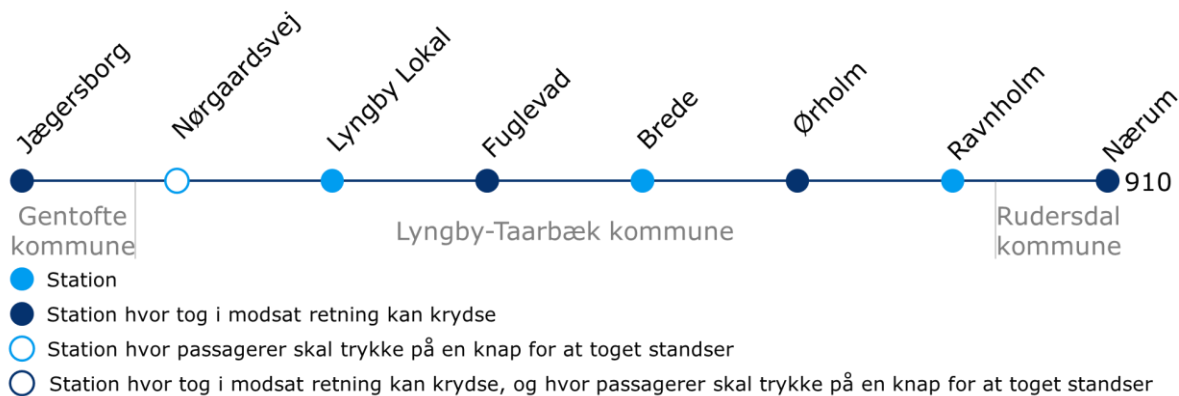 Jægersborg
Nørgaardsvej
Lyngby Lokal
Fuglevad
Brede
Ørholm
Ravnholm
Nærum
910
Gentofte
kommune
Lyngby-Taarbæk kommune
Rudersdal
kommune
Station
Station hvor tog i modsat retning kan krydse
Station hvor passagerer skal trykke på en knap for at toget standser
Station hvor tog i modsat retning kan krydse, og hvor passagerer skal trykke på en knap for at toget standser